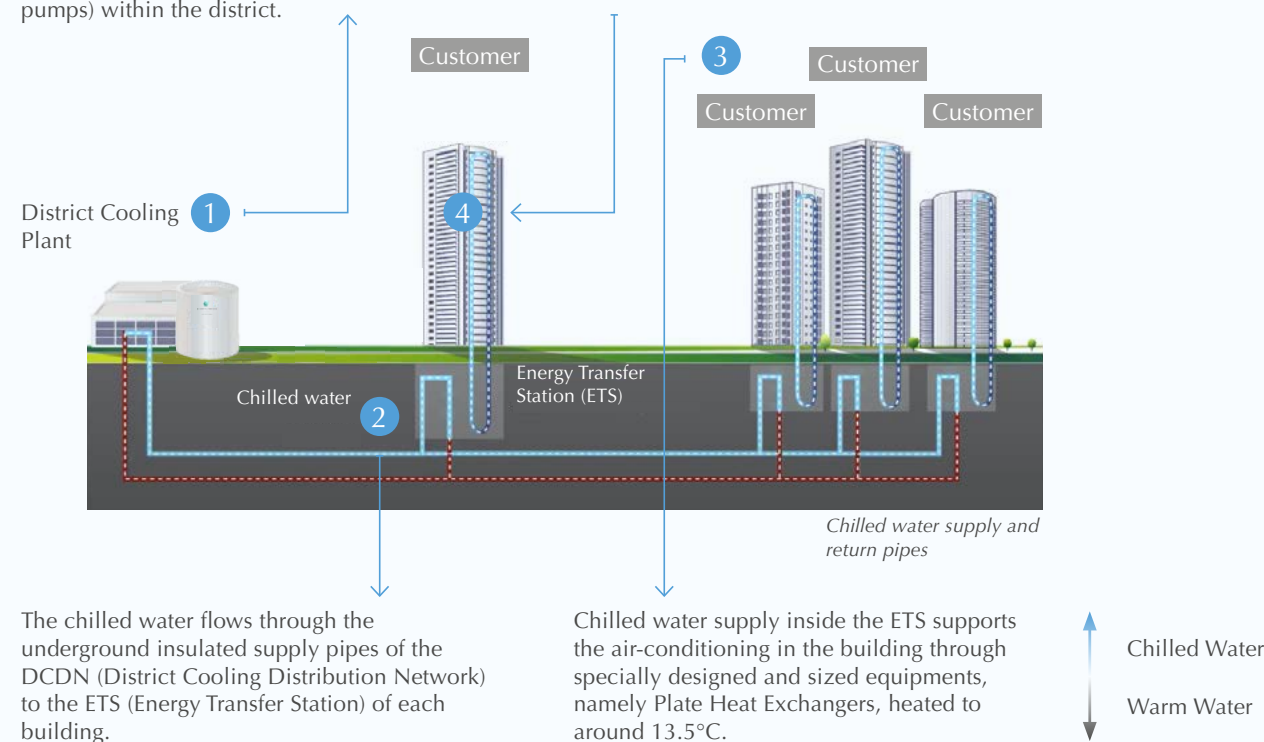 pumps) within the district.
Customer
3
Customer
Customer
Customer
District Cooling
Plant
1
4
Energy Transfer
Station (ETS)
Chilled water
2
Chilled water supply and
return pipes
The chilled water flows through the
underground insulated supply pipes of the
DCDN (District Cooling Distribution Network)
to the ETS (Energy Transfer Station) of each
building.
Chilled water supply inside the ETS supports
the air-conditioning in the building through
specially designed and sized equipments,
namely Plate Heat Exchangers, heated to
around 13.5°C.
Chilled Water
Warm Water